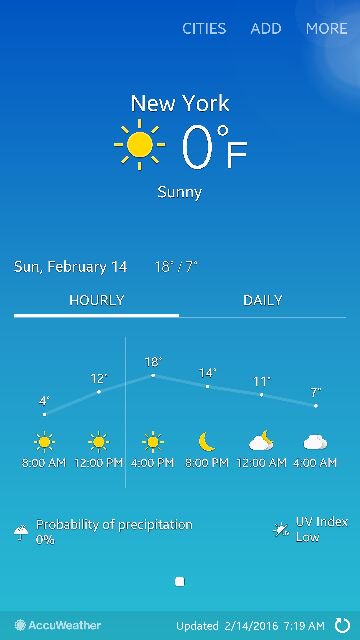 CITIES ADD MORE
New York
0°F
Sunny
Sun, February 14 18°/7°
HOURLY DAILY
4° 12° 18° 14° 11° 7°
8:00 AM 12:00 PM 4:00 PM 8:00 PM 12:00 AM 4:00 AM
Probability of precipitation
0%
UV Index
Low
AccuWeather Updated 2/14/2016 7:19 AM